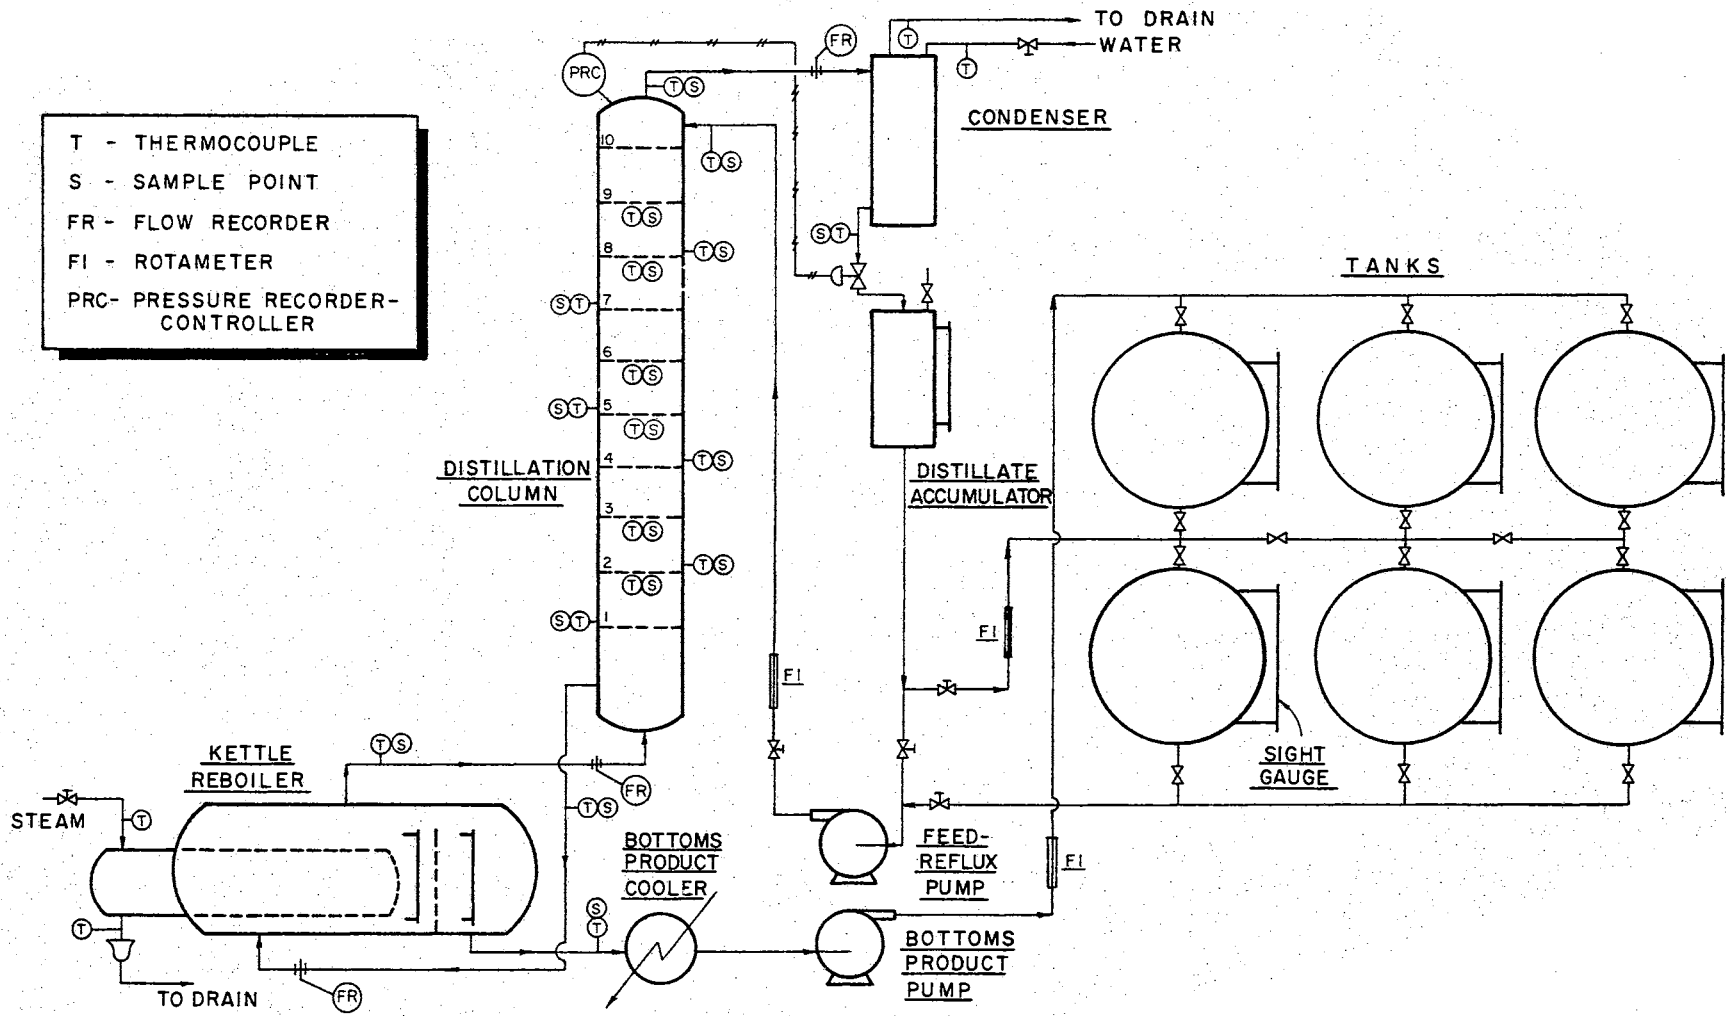 TO DRAIN
WATER
FR
T
T
PRC
TS
CONDENSER
T - THERMOCOUPLE
S - SAMPLE POINT
FR - FLOW RECORDER
FI - ROTAMETER
PRC- PRESSURE RECORDER-
CONTROLLER
10
TS
9
TS
ST
8
TS
TS
TANKS
ST
7
6
TS
ST
5
TS
4
TS
DISTILLATION
COLUMN
DISTILLATE
ACCUMULATOR
3
TS
2
TS
TS
ST
1
FI
FI
SIGHT
GAUGE
KETTLE
REBOILER
TS
FR
STEAM
T
TS
BOTTOMS
PRODUCT
COOLER
FEED-
REFLUX
PUMP
FI
S
T
T
BOTTOMS
PRODUCT
PUMP
TO DRAIN
FR